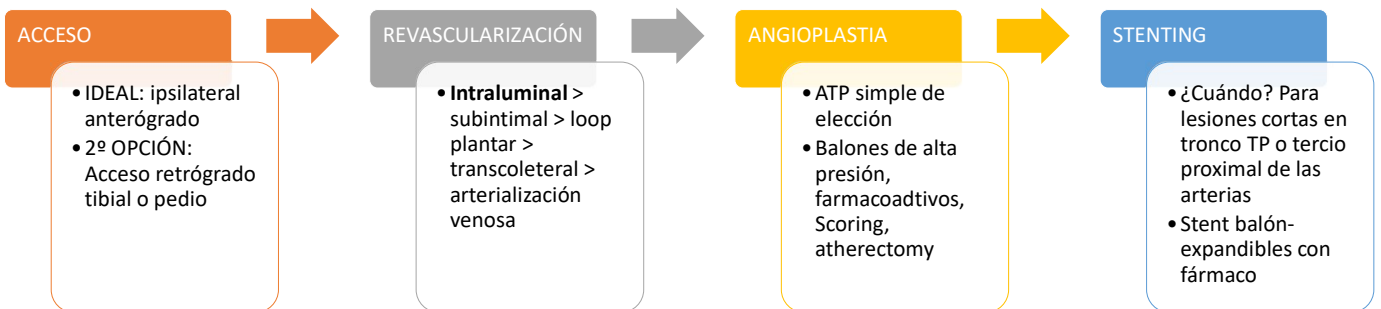 ACCESO
• IDEAL: ipsilateral
anterógrado
• 2º OPCIÓN:
Acceso retrógrado
tibial o pedio
REVASCULARIZACIÓN
• Intraluminal >
subintimal > loop
plantar >
transcoleteral >
arterialización
venosa
ANGIOPLASTIA
• ATP simple de
elección
• Balones de alta
presión,
farmacoadtivos,
Scoring,
atherectomy
STENTING
• ¿Cuándo? Para
lesiones cortas en
tronco TP o tercio
proximal de las
arterias
• Stent balón-
expandibles con
fármaco